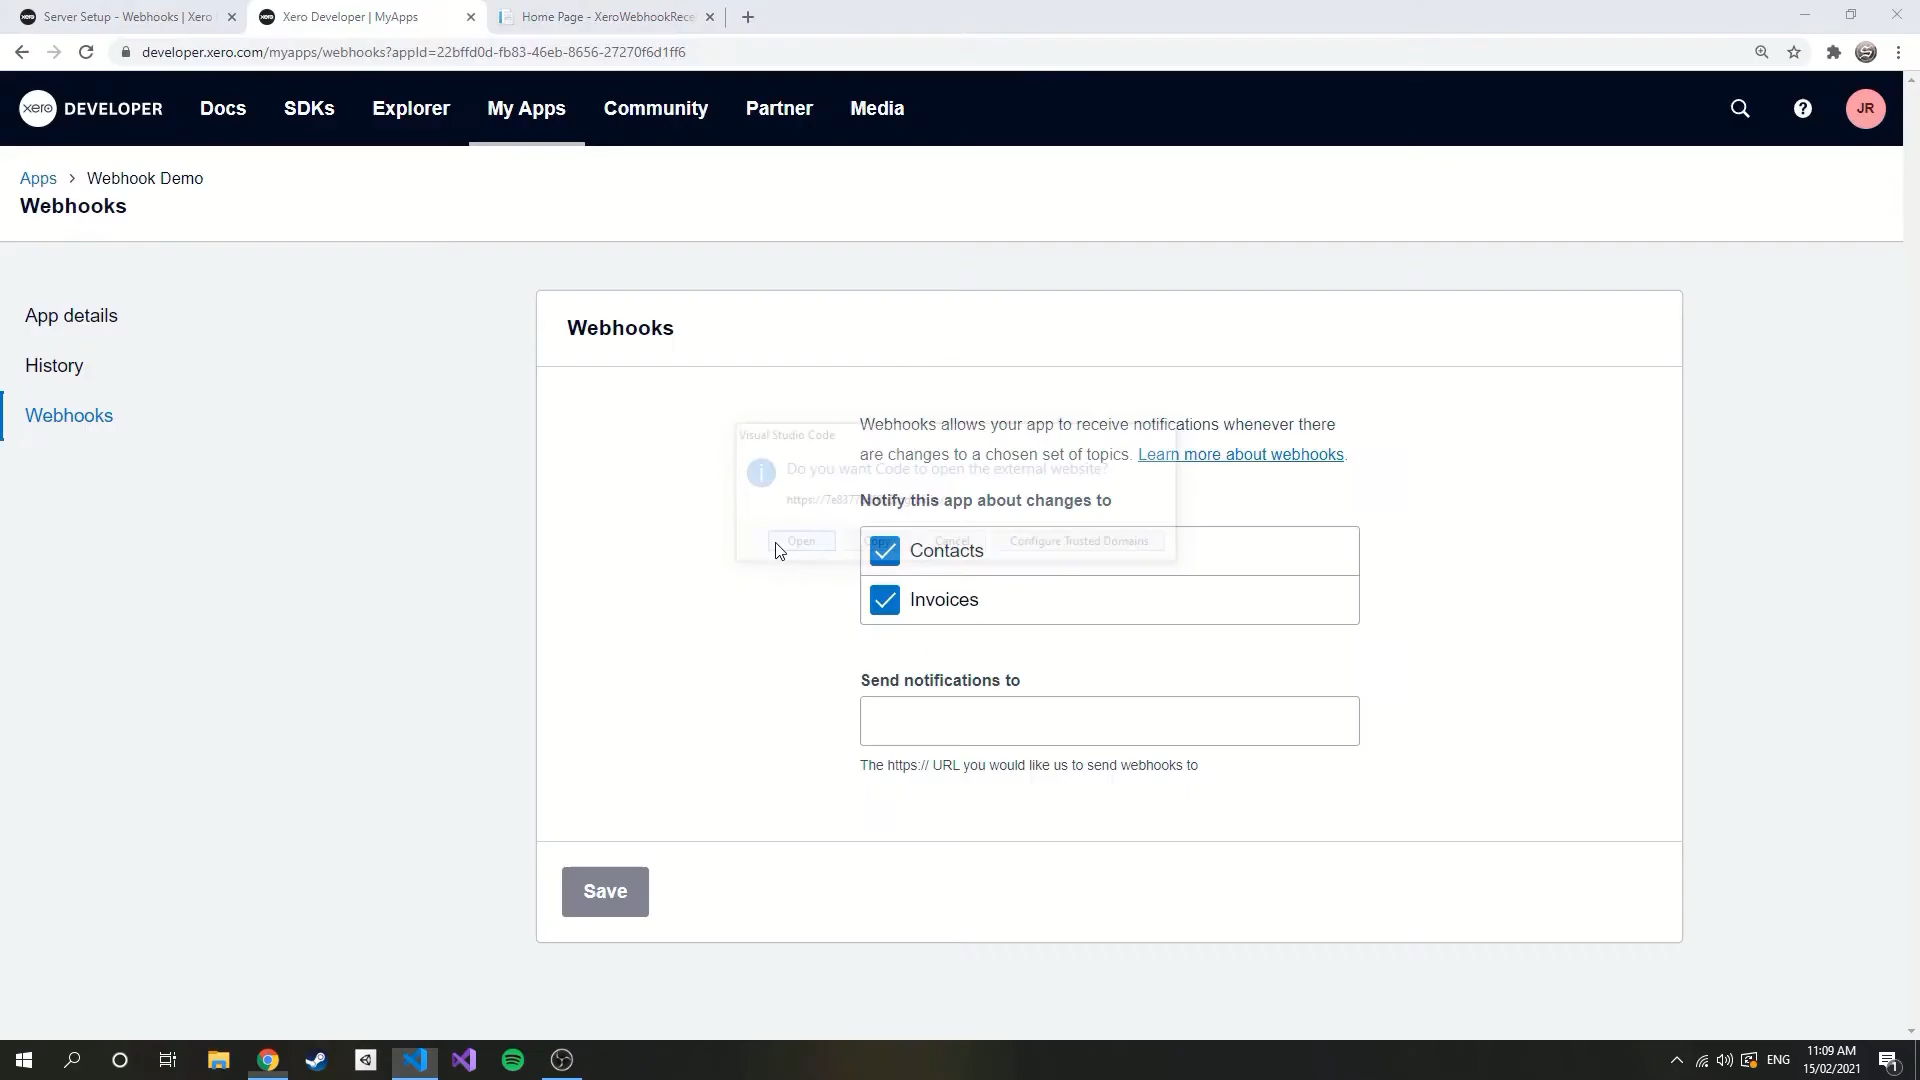 Server Setup - Webhooks | Xero
Xero Developer | MyApps
Home Page - XeroWebhookRece
developer.xero.com/myapps/webhooks?appId=22bffd0d-fb83-46eb-8656-27270f6d1ff6
xero DEVELOPER
Docs
SDKs
Explorer
My Apps
Community
Partner
Media
JR
Apps > Webhook Demo
Webhooks
App details
History
Webhooks
Webhooks
Webhooks allows your app to receive notifications whenever there
are changes to a chosen set of topics. Learn more about webhooks.
Visual Studio Code
Do you want Code to open the external website?
Notify this app about changes to
Open
Copy
Cancel
Configure Trusted Domains
Contacts
Invoices
Send notifications to
The https:// URL you would like us to send webhooks to
Save
ENG
11:09 AM
15/02/2021
1